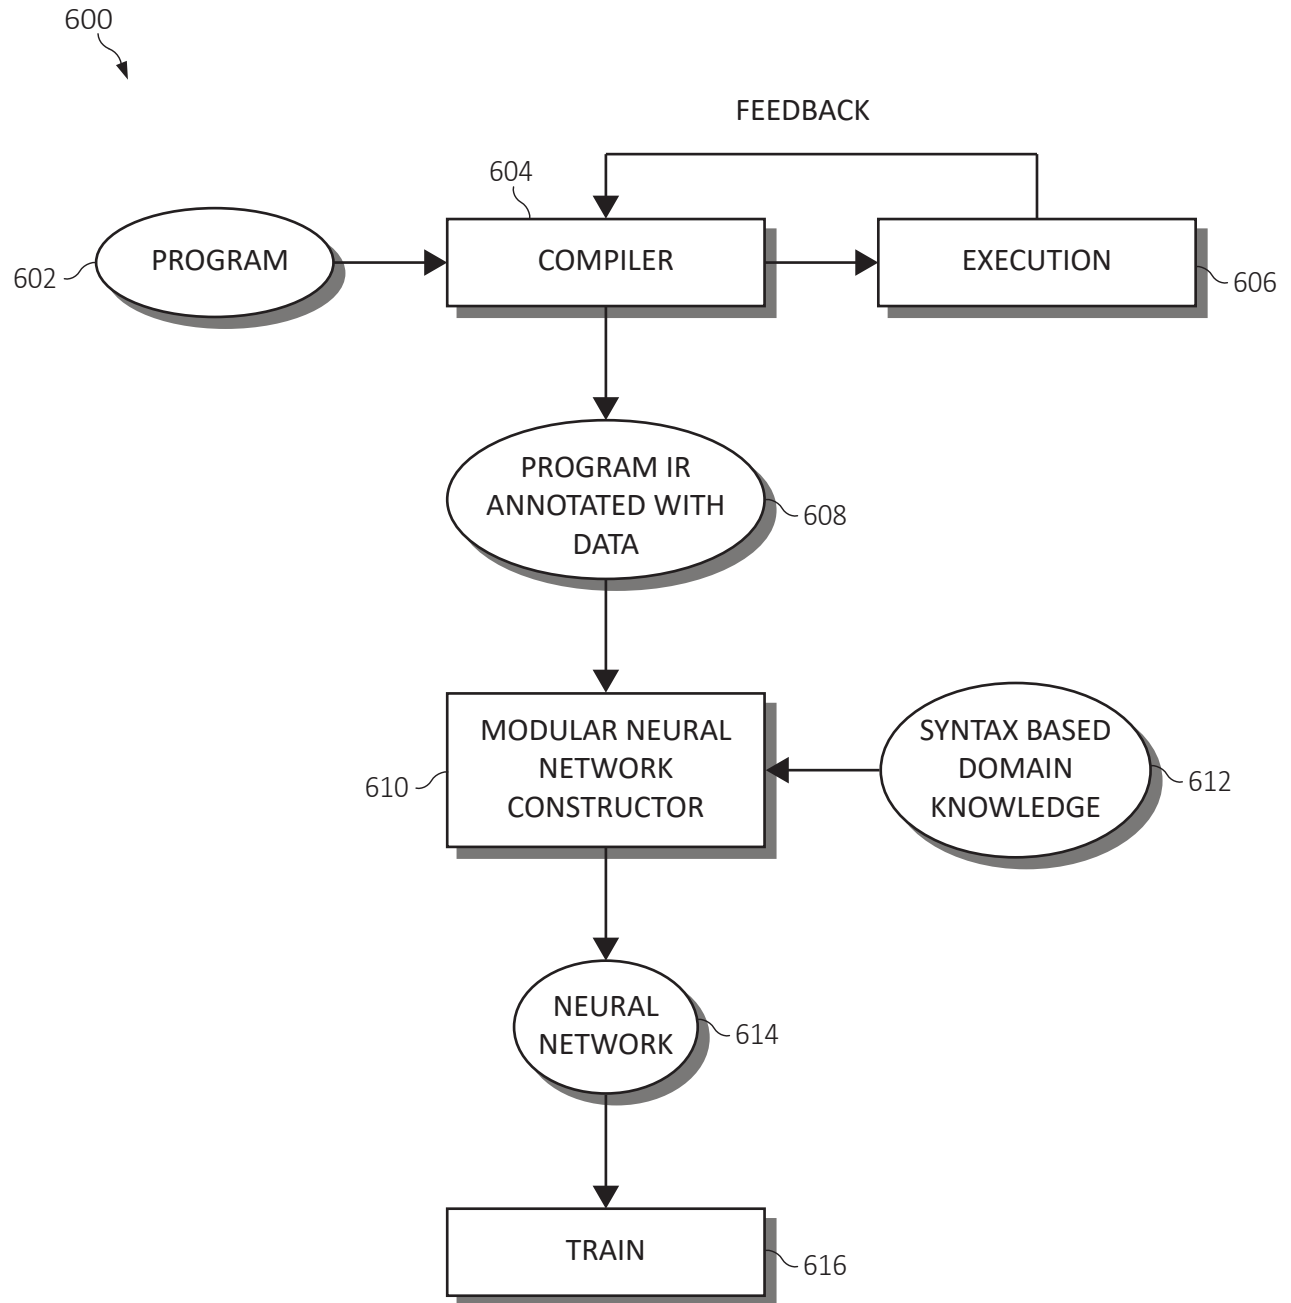 600
FEEDBACK
604
PROGRAM
COMPILER
EXECUTION
602
606
PROGRAM IR
ANNOTATED WITH
DATA
608
MODULAR NEURAL
NETWORK
CONSTRUCTOR
610
SYNTAX BASED
DOMAIN
KNOWLEDGE
612
NEURAL
NETWORK
614
TRAIN
616